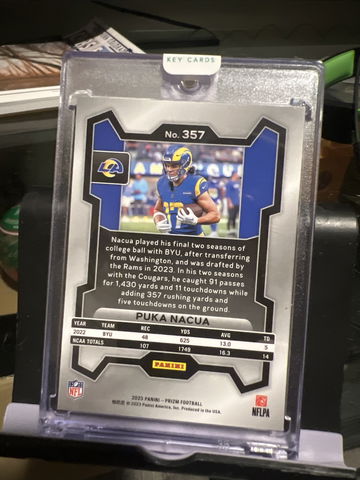 KEY CARDS
No. 357
Nacua played his final two seasons of
college ball with BYU, after transferring
from Washington, and was drafted by
the Rams in 2023. In his two seasons
with the Cougars, he caught 91 passes
for 1,430 yards and 11 touchdowns while
adding 357 rushing yards and
five touchdowns on the ground.
PUKA NACUA
YEAR TEAM REC YDS AVG TD
2022 BYU 48 625 13.0 5
NCAA TOTALS 107 1749 16.3 14
PANINI
NFL
2023 PANINI – PRIZM FOOTBALL
© 2023 Panini America, Inc. Produced in the USA.
NFLPA